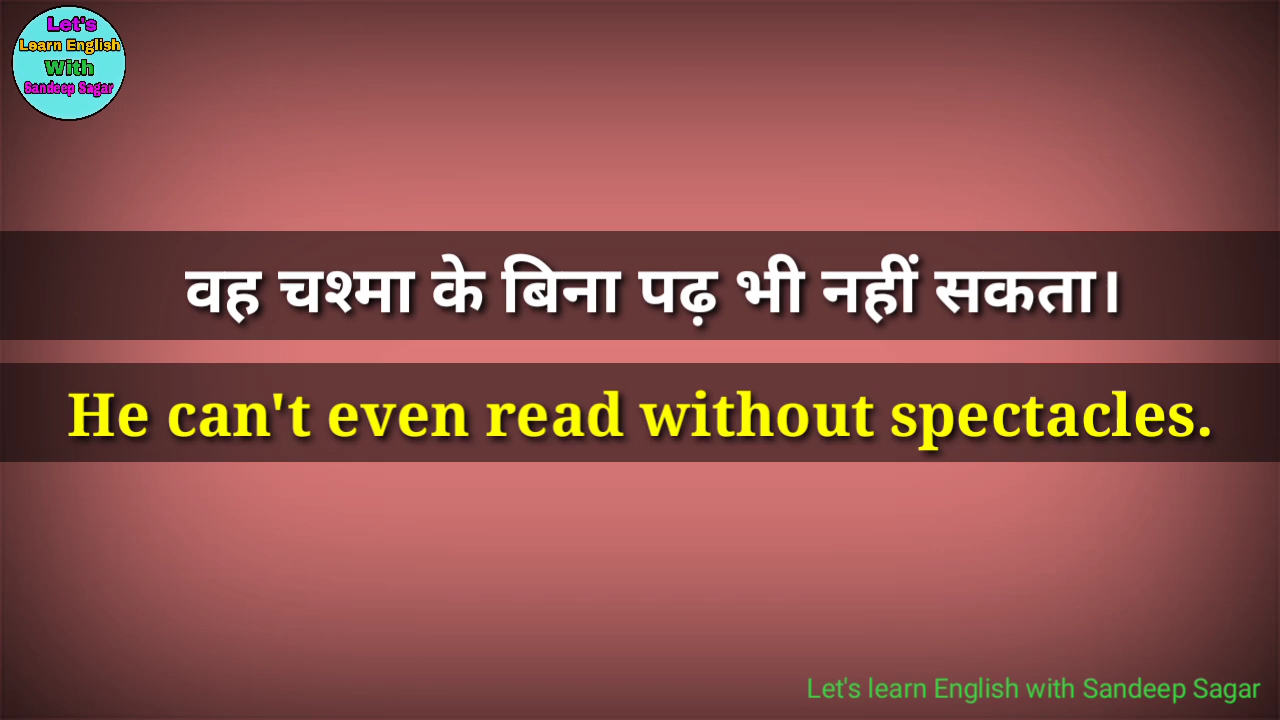 Let's
Learn English
With
Sandeep Sagar
वह चश्मा के बिना पढ़ भी नहीं सकता।
He can't even read without spectacles.
Let's learn English with Sandeep Sagar